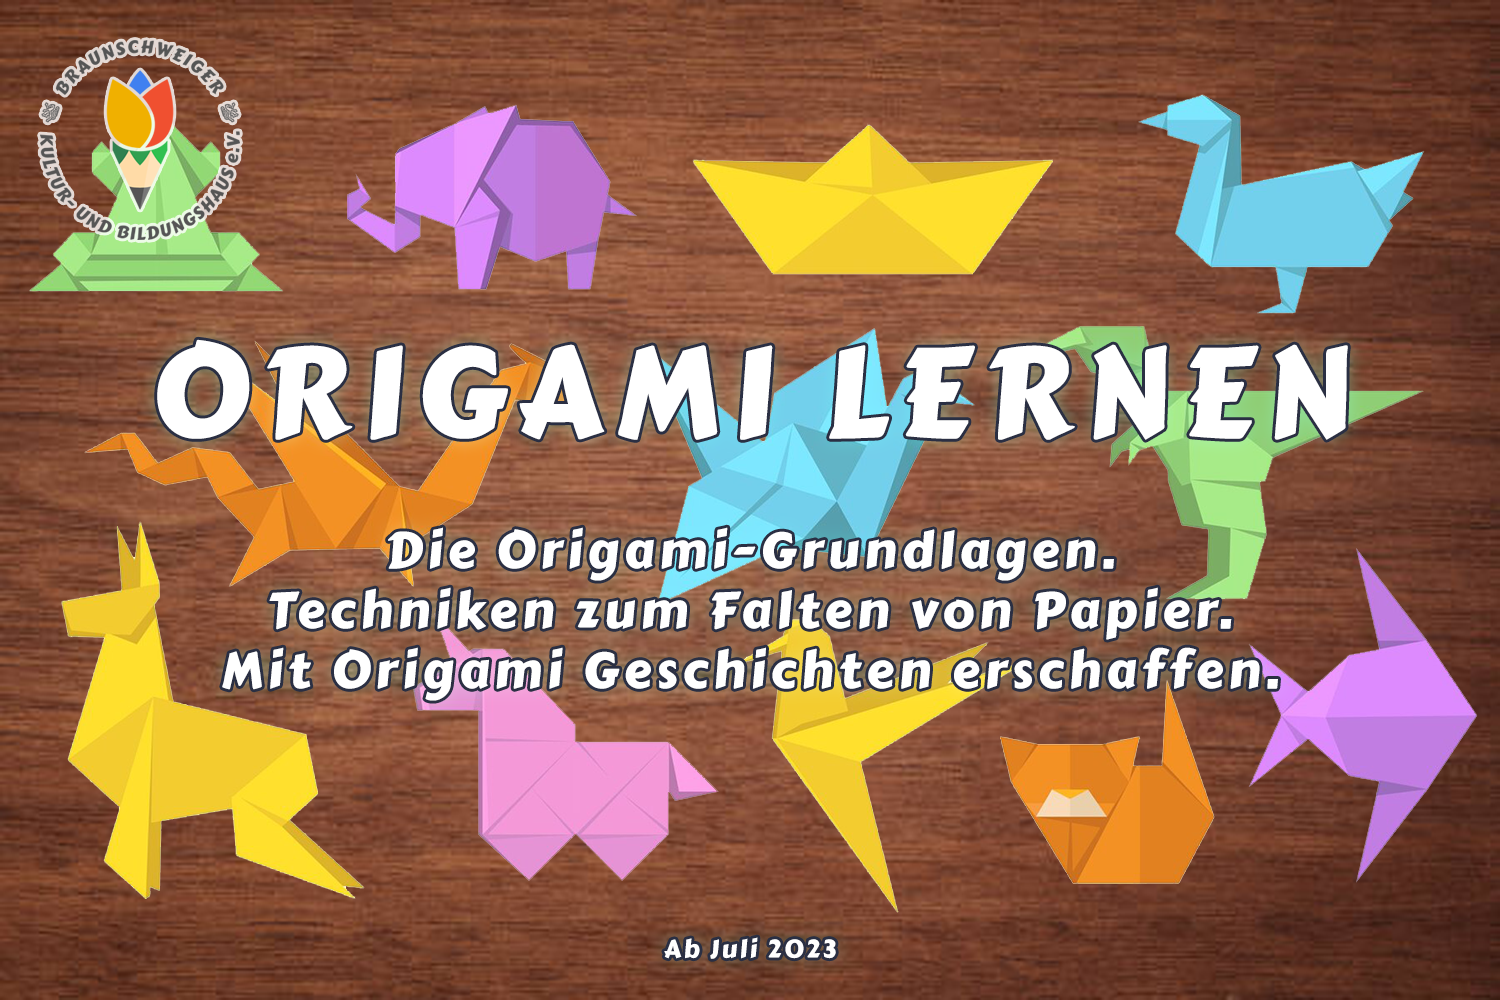 BRAUNSCHWEIGER
KULTUR- UND BILDUNGSHAUS e.V.
ORIGAMI LERNEN
Die Origami-Grundlagen.
Techniken zum Falten von Papier.
Mit Origami Geschichten erschaffen.
Ab Juli 2023